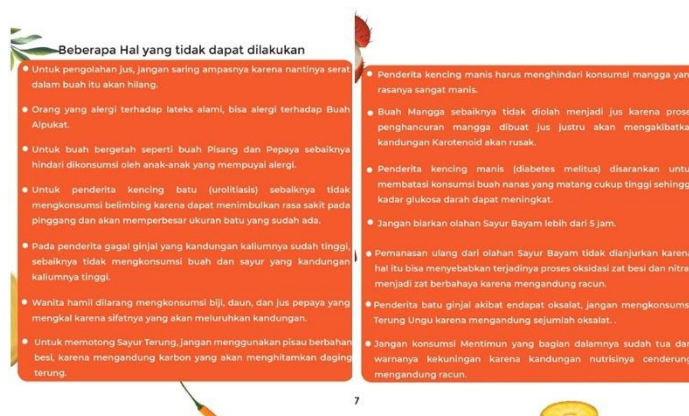 Beberapa Hal yang tidak dapat dilakukan
Untuk pengolahan jus, jangan saring ampasnya karena nantinya serat
dalam buah itu akan hilang.
Orang yang alergi terhadap lateks alami, bisa alergi terhadap Buah
Alpukat.
Untuk buah bergetah seperti buah Pisang dan Pepaya sebaiknya
hindari dikonsumsi oleh anak-anak yang mempuyai alergi.
Untuk penderita kencing batu (urolitiasis) sebaiknya tidak
mengkonsumsi belimbing karena dapat menimbulkan rasa sakit pada
pinggang dan akan memperbesar ukuran batu yang sudah ada.
Pada penderita gagal ginjal yang kandungan kaliumnya sudah tinggi,
sebaiknya tidak mengkonsumsi buah dan sayur yang kandungan
kaliumnya tinggi.
Wanita hamil dilarang mengkonsumsi biji, daun, dan jus pepaya yang
mengkal karena sifatnya yang akan meluruhkan kandungan.
Untuk memotong Sayur Terung, jangan menggunakan pisau berbahan
besi, karena mengandung karbon yang akan menghitamkan daging
terung.
Penderita kencing manis harus menghindari konsumsi mangga yan
rasanya sangat manis.
Buah Mangga sebaiknya tidak diolah menjadi jus karena prose
penghancuran mangga dibuat jus justru akan mengakibatka
kandungan Karotenoid akan rusak.
Penderita kencing manis (diabetes melitus) disarankan untu
membatasi konsumsi buah nanas yang matang cukup tinggi sehingg
kadar glukosa darah dapat meningkat.
Jangan biarkan olahan Sayur Bayam lebih dari 5 jam.
Pemanasan ulang dari olahan Sayur Bayam tidak dianjurkan karen
hal itu bisa menyebabkan terjadinya proses oksidasi zat besi dan nitra
menjadi zat berbahaya karena mengandung racun.
Penderita batu ginjal akibat endapat oksalat, jangan mengkonsums
Terung Ungu karena mengandung sejumlah oksalat. .
Jangan konsumsi Mentimun yang bagian dalamnya sudah tua dan
warnanya kekuningan karena kandungan nutrisinya cenderung
mengandung racun.
7